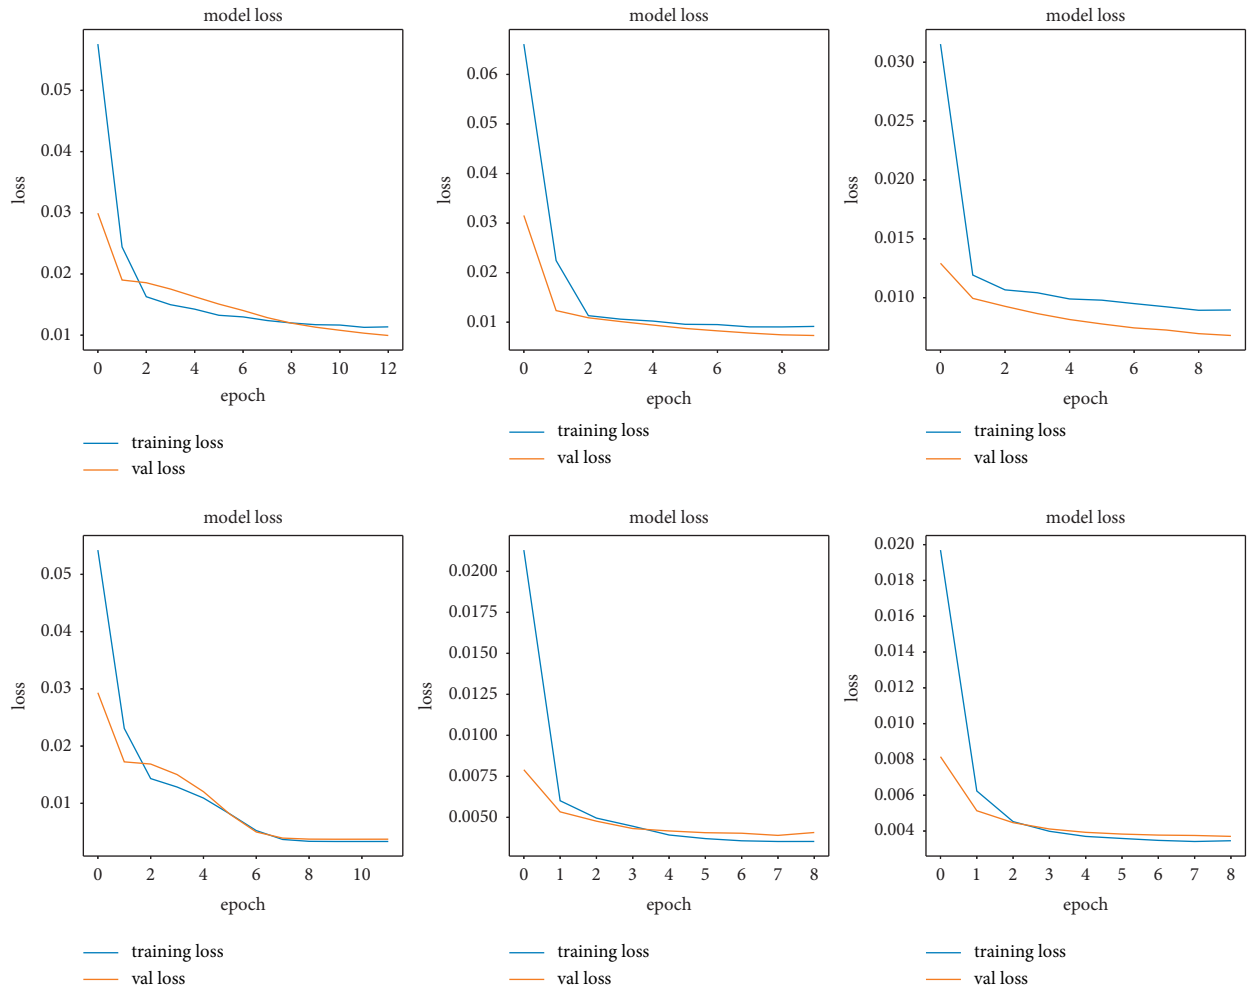 model loss
0.05
0.04
0.03
0.02
0.01
loss
0 2 4 6 8 10 12
epoch
training loss
val loss
model loss
0.06
0.05
0.04
0.03
0.02
0.01
loss
0 2 4 6 8
epoch
training loss
val loss
model loss
0.030
0.025
0.020
0.015
0.010
loss
0 2 4 6 8
epoch
training loss
val loss
model loss
0.05
0.04
0.03
0.02
0.01
loss
0 2 4 6 8 10
epoch
training loss
val loss
model loss
0.0200
0.0175
0.0150
0.0125
0.0100
0.0075
0.0050
loss
0 1 2 3 4 5 6 7 8
epoch
training loss
val loss
model loss
0.020
0.018
0.016
0.014
0.012
0.010
0.008
0.006
0.004
loss
0 1 2 3 4 5 6 7 8
epoch
training loss
val loss